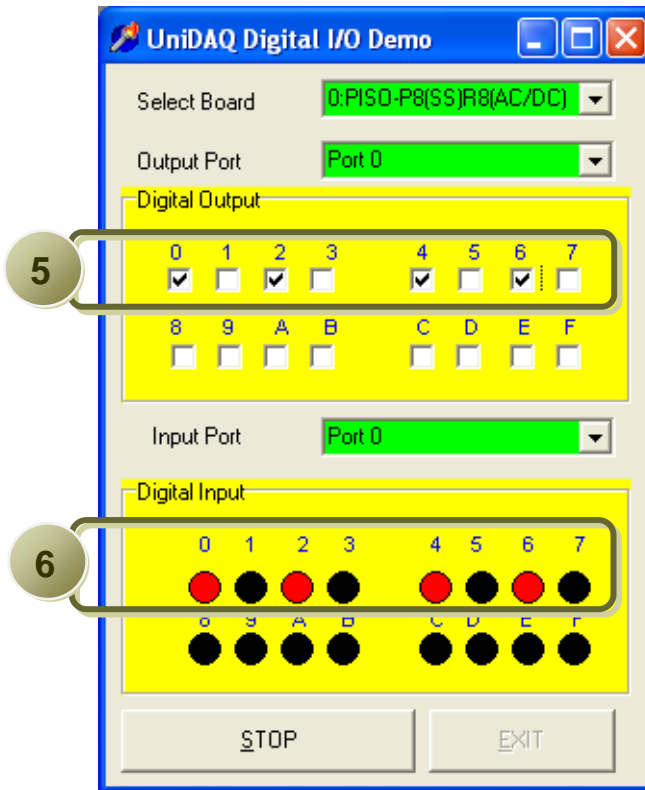 UniDAQ Digital I/O Demo
Select Board 0:PISO-P8(SS)R8(AC/DC)
Output Port Port 0
Digital Output
5
0 1 2 3 4 5 6 7
8 9 A B C D E F
Input Port Port 0
Digital Input
6
0 1 2 3 4 5 6 7
8 9 A B C D E F
STOP EXIT